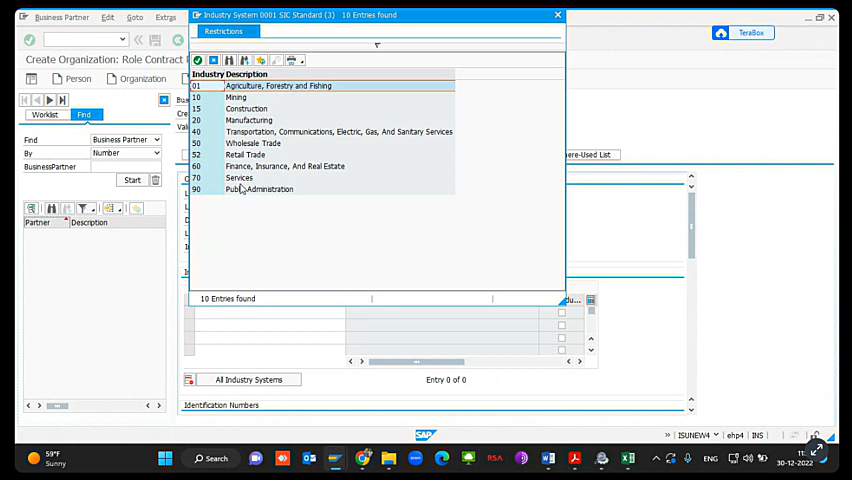 Business Partner Edit Goto Extras
Industry System 0001 SIC Standard (3) 10 Entries found
Restrictions
TeraBox
Create Organization: Role Contract
Person Organization
Worklist Find
Find Business Partner
By Number
BusinessPartner
Start
Partner Description
Industry Description
01 Agriculture, Forestry and Fishing
10 Mining
15 Construction
20 Manufacturing
40 Transportation, Communications, Electric, Gas, And Sanitary Services
50 Wholesale Trade
52 Retail Trade
60 Finance, Insurance, And Real Estate
70 Services
90 Public Administration
ere-Used List
10 Entries found
All Industry Systems Entry 0 of 0
Identification Numbers
SAP
ISUNEW4 ehp4 INS
59°F
Sunny
Search
RSA
ENG
30-12-2022